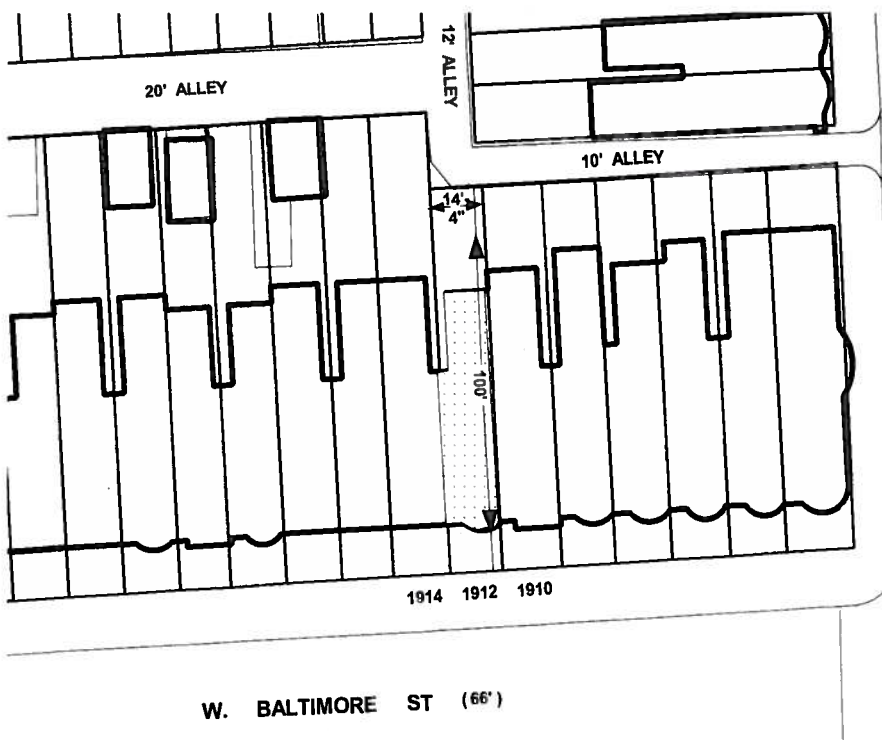 20' ALLEY
12' ALLEY
10' ALLEY
14'
4"
100'
1914 1912 1910
W. BALTIMORE ST (66')